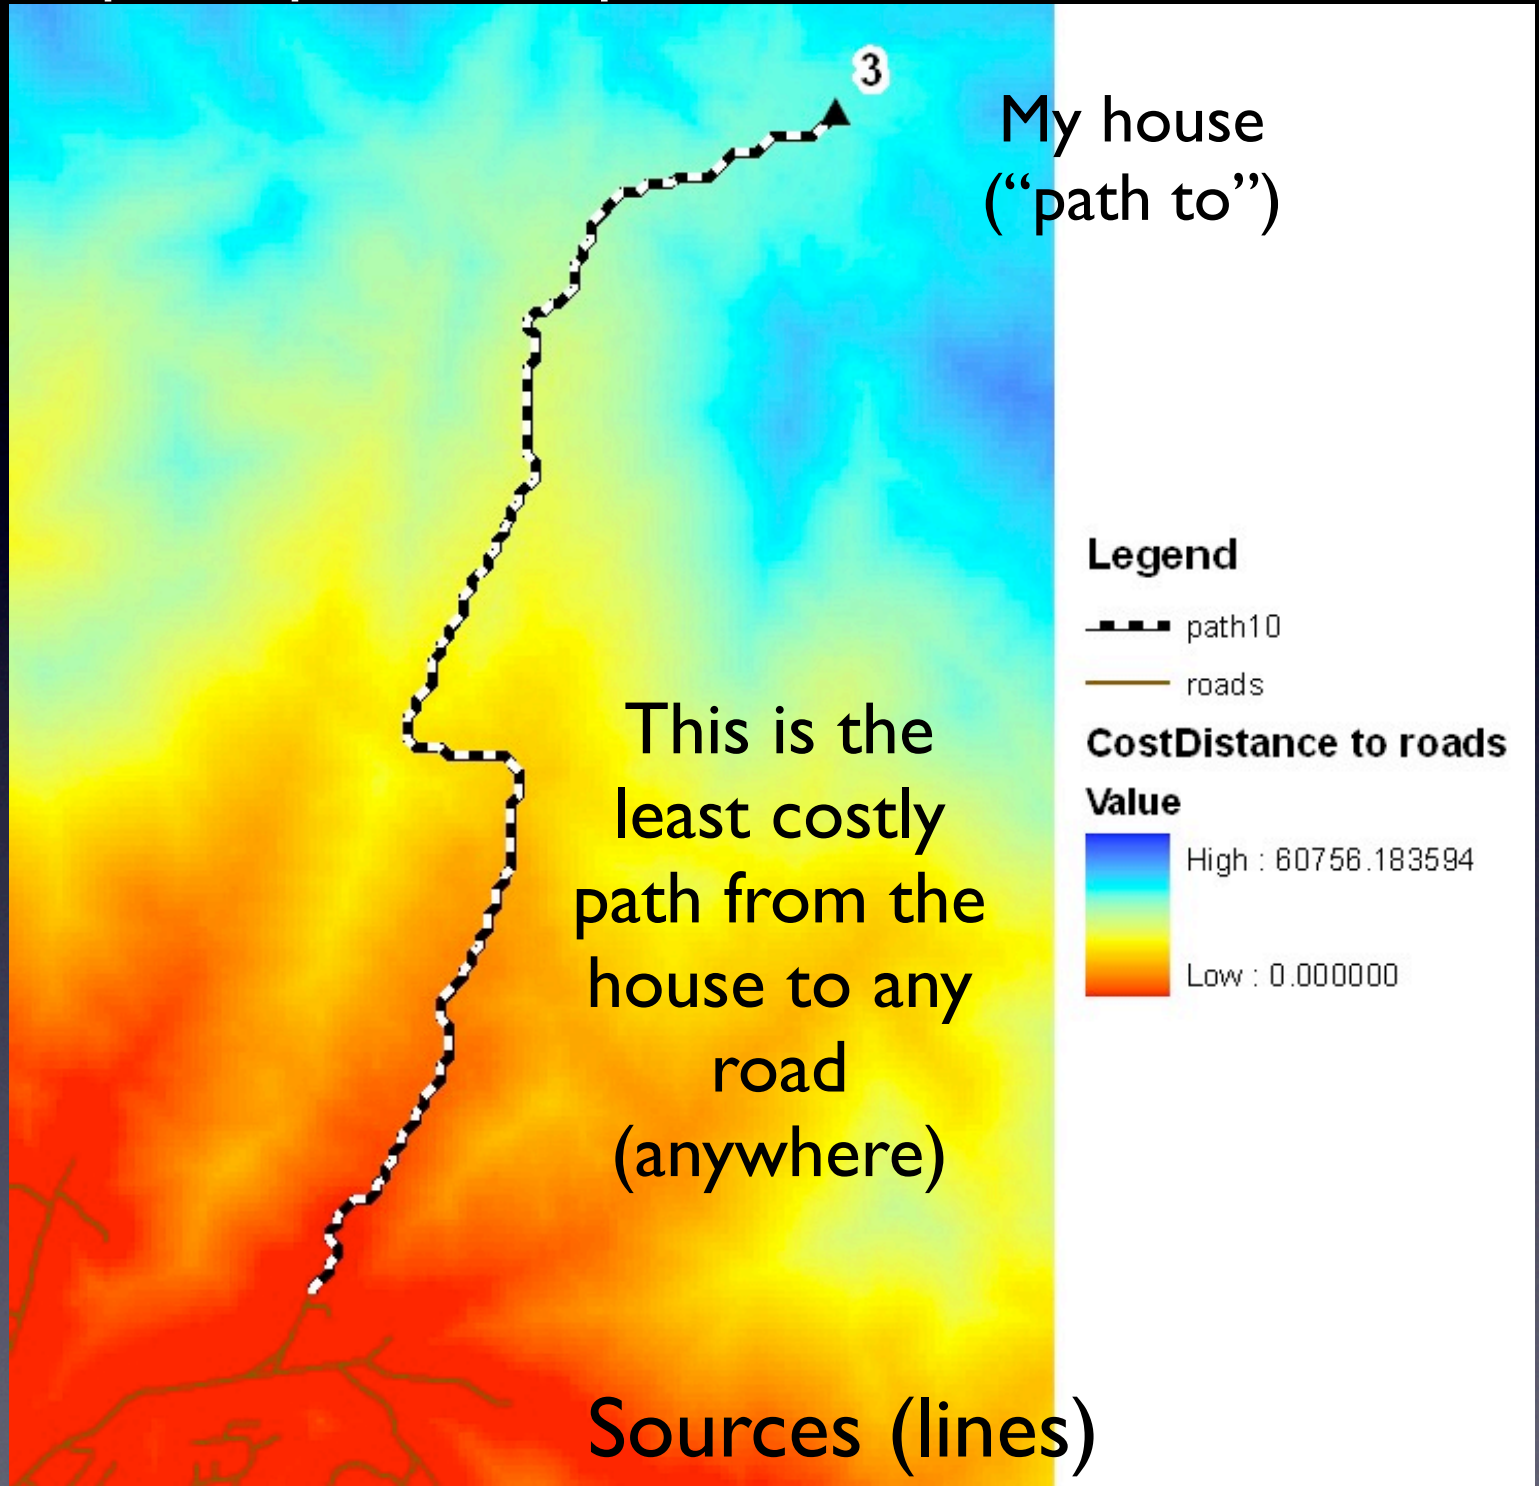 3
My house
(“path to”)
This is the
least costly
path from the
house to any
road
(anywhere)
Sources (lines)
Legend
path10
roads
CostDistance to roads
Value
High : 60756.183594
Low : 0.000000